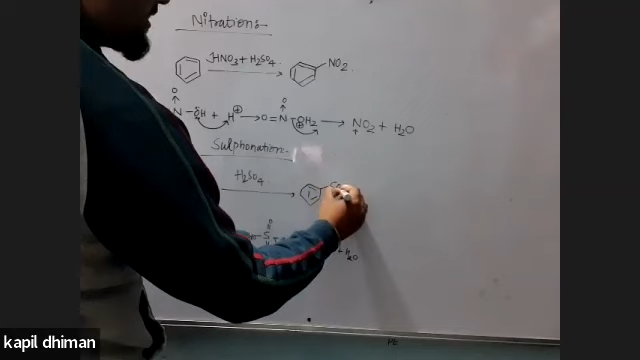 Nitrations
HNO3 + H2SO4
NO2.
O
N - OH + H⊕ → O = N - OH2 → NO2 + H2O
⊕
+
Sulphonation
H2SO4
O
S
+ H2O
kapil dhiman